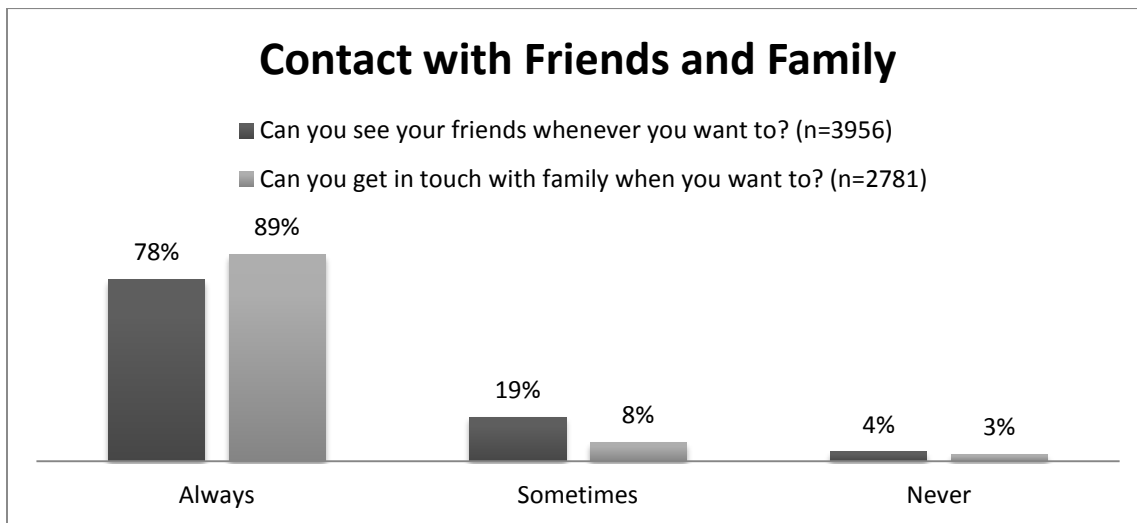 Contact with Friends and Family
Can you see your friends whenever you want to? (n=3956)
Can you get in touch with family when you want to? (n=2781)
78%
89%
19%
8%
4%
3%
Always
Sometimes
Never